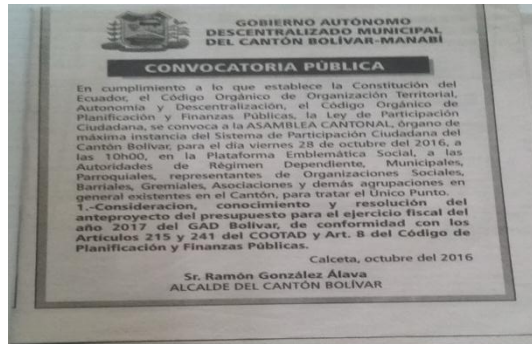 GOBIERNO AUTÓNOMO
DESCENTRALIZADO MUNICIPAL
DEL CANTÓN BOLÍVAR-MANABÍ
CONVOCATORIA PÚBLICA
En cumplimiento a lo que establece la Constitución del
Ecuador, el Código Orgánico de Organización Territorial,
Autonomía y Descentralización, el Código Orgánico de
Planificación y Finanzas Públicas, la Ley de Participación
Ciudadana, se convoca a la ASAMBLEA CANTONAL, órgano de
máxima instancia del Sistema de Participación Ciudadana del
Cantón Bolívar, para el día viernes 28 de octubre del 2016, a
las 10h00, en la Plataforma Emblemática Social, a las
Autoridades de Régimen Dependiente, Municipales,
Parroquiales, representantes de Organizaciones Sociales,
Barriales, Gremiales, Asociaciones y demás agrupaciones en
general existentes en el Cantón, para tratar el Único Punto.
1.-Consideracion, conocimiento y resolución del
anteproyecto del presupuesto para el ejercicio fiscal del
año 2017 del GAD Bolívar, de conformidad con los
Artículos 215 y 241 del COOTAD y Art. 8 del Código de
Planificación y Finanzas Públicas.
Calceta, octubre del 2016
Sr. Ramón González Álava
ALCALDE DEL CANTÓN BOLÍVAR